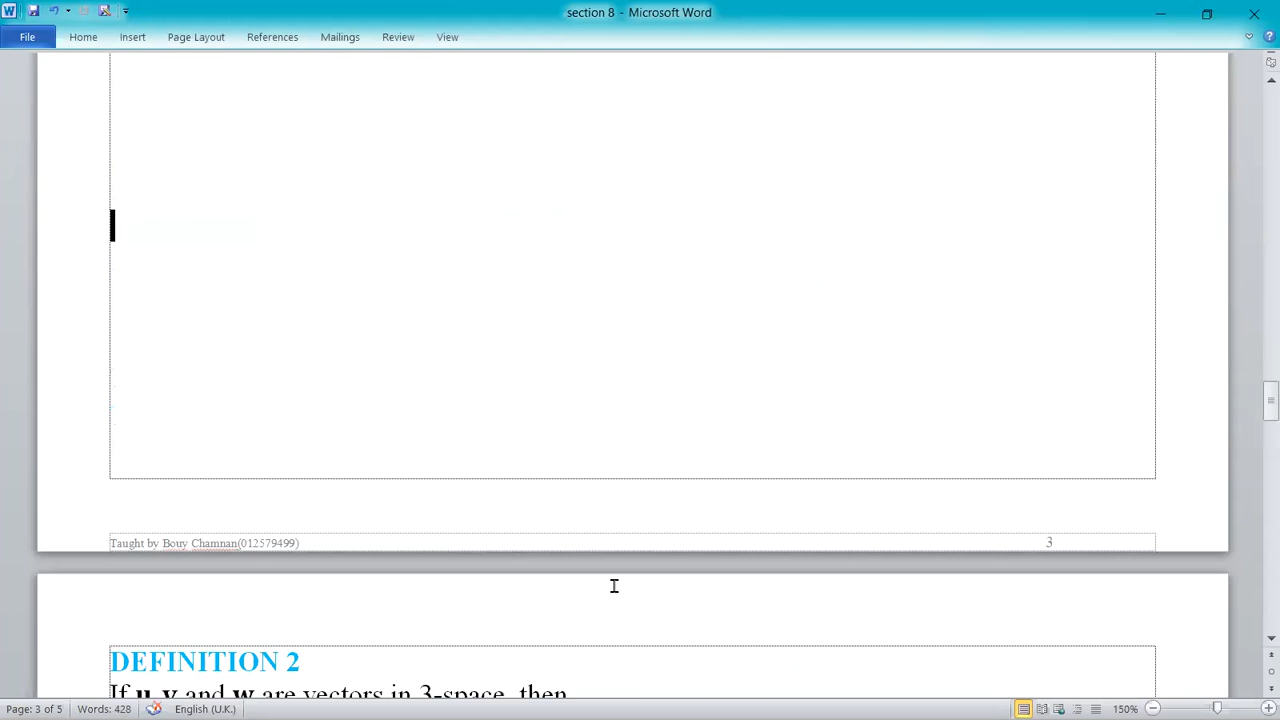 section 8 - Microsoft Word
File Home Insert Page Layout References Mailings Review View
Taught by Bouy Chamnan(012579499) 3
DEFINITION 2
If u,v and w are vectors in 3-space, then
Page: 3 of 5 Words: 428 English (U.K.) 150%